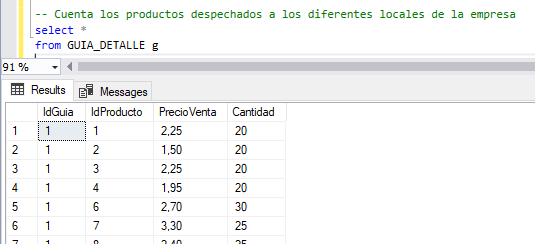 -- Cuenta los productos despechados a los diferentes locales de la empresa
select *
from GUIA_DETALLE g
91 %
Results Messages
IdGuia IdProducto PrecioVenta Cantidad
1 1 1 2,25 20
2 1 2 1,50 20
3 1 3 2,25 20
4 1 4 1,95 20
5 1 6 2,70 30
6 1 7 3,30 25
7 1 8 2,40 25